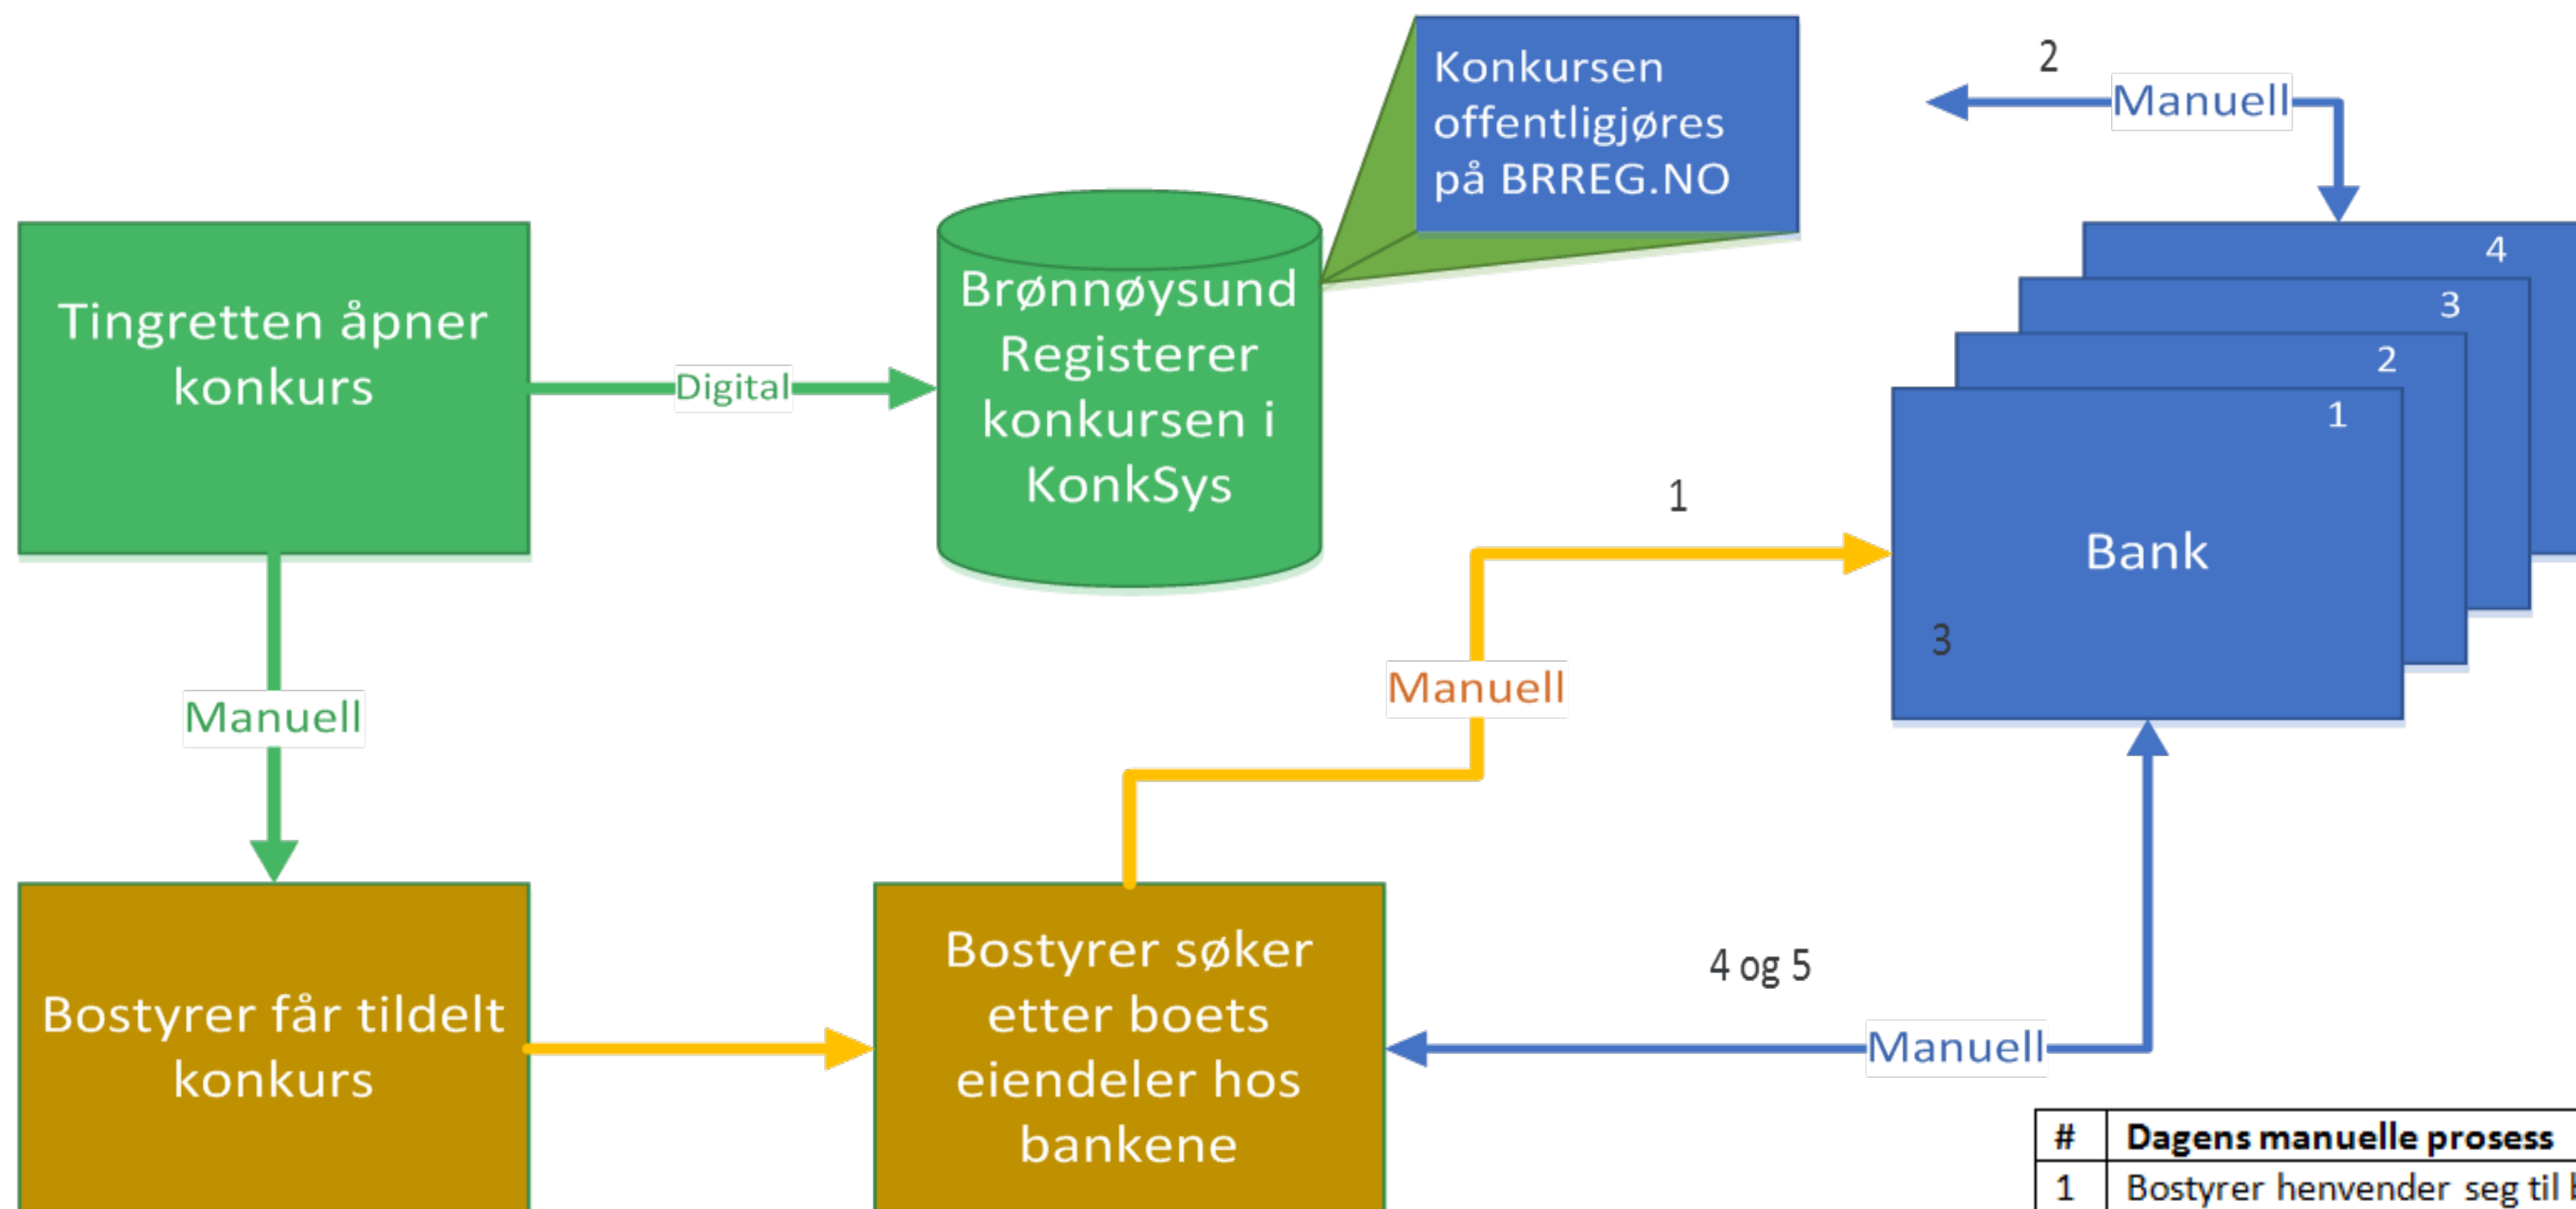 Konkursen
offentligjøres
på BRREG.NO
2
Manuell
Tingretten åpner
konkurs
Digital
Brønnøysund
Registerer
konkursen i
KonkSys
4
3
2
1
Bank
3
1
Manuell
Manuell
Bostyrer får tildelt
konkurs
Bostyrer søker
etter boets
eiendeler hos
bankene
4 og 5
Manuell
# Dagens manuelle prosess
1 Bostyrer henvender seg til